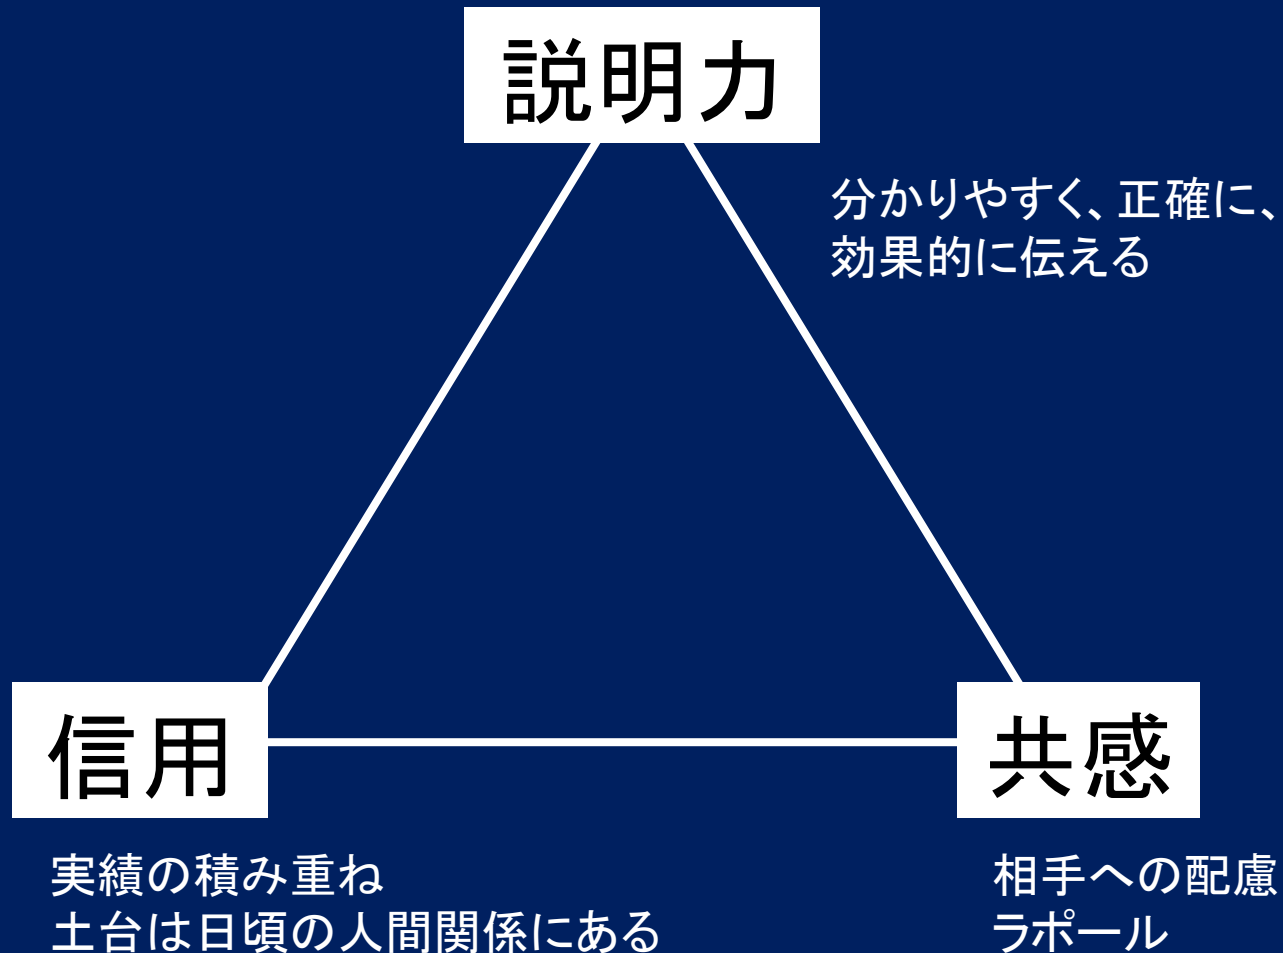 説明力
分かりやすく、正確に、
効果的に伝える
信用
共感
実績の積み重ね
土台は日頃の人間関係にある
相手への配慮
ラポール